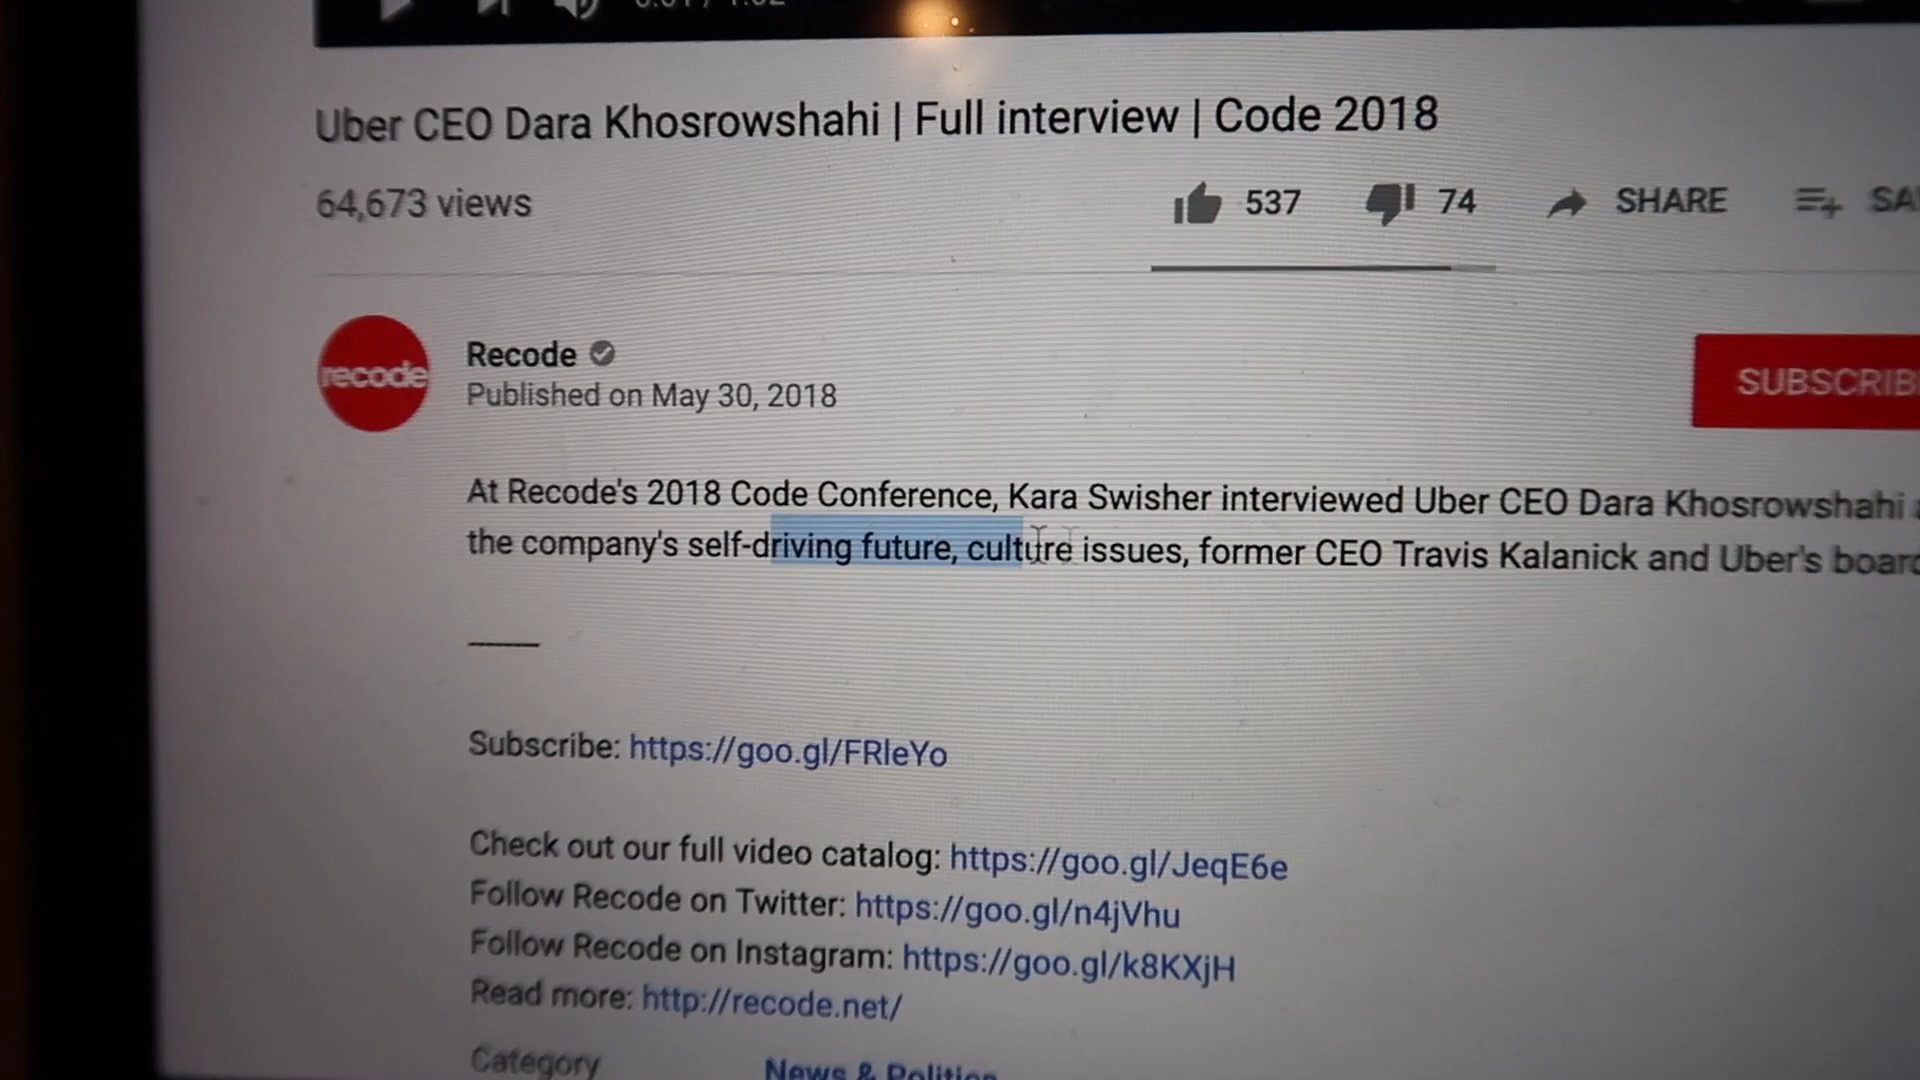 Uber CEO Dara Khosrowshahi | Full interview | Code 2018
64,673 views
537
74
SHARE
recode
Recode
Published on May 30, 2018
At Recode's 2018 Code Conference, Kara Swisher interviewed Uber CEO Dara Khosrowshahi
the company's self-driving future, culture issues, former CEO Travis Kalanick and Uber's board
Subscribe: https://goo.gl/FRleYo
Check out our full video catalog: https://goo.gl/JeqE6e
Follow Recode on Twitter: https://goo.gl/n4jVhu
Follow Recode on Instagram: https://goo.gl/k8KXjH
Read more: http://recode.net/
Category
News & Politics